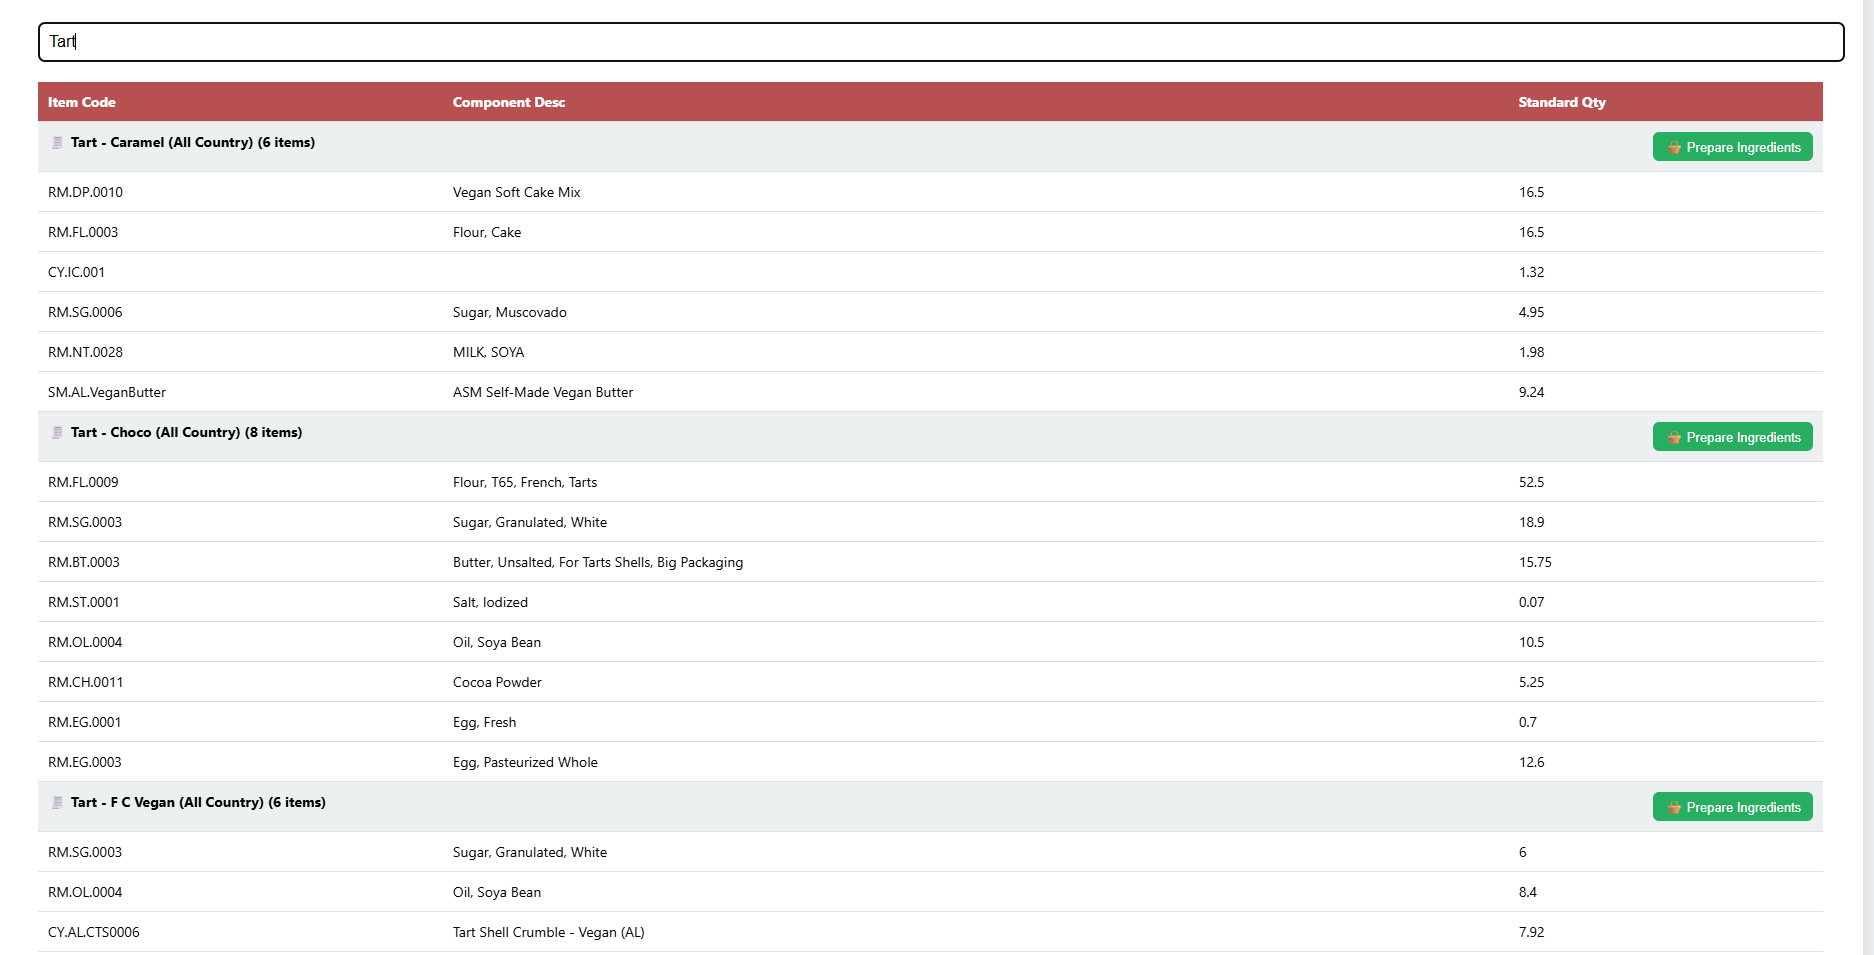 Tart
Item Code Component Desc Standard Qty
Tart - Caramel (All Country) (6 items) Prepare Ingredients
RM.DP.0010 Vegan Soft Cake Mix 16.5
RM.FL.0003 Flour, Cake 16.5
CY.IC.001 1.32
RM.SG.0006 Sugar, Muscovado 4.95
RM.NT.0028 MILK, SOYA 1.98
SM.AL.VeganButter ASM Self-Made Vegan Butter 9.24
Tart - Choco (All Country) (8 items) Prepare Ingredients
RM.FL.0009 Flour, T65, French, Tarts 52.5
RM.SG.0003 Sugar, Granulated, White 18.9
RM.BT.0003 Butter, Unsalted, For Tarts Shells, Big Packaging 15.75
RM.ST.0001 Salt, Iodized 0.07
RM.OL.0004 Oil, Soya Bean 10.5
RM.CH.0011 Cocoa Powder 5.25
RM.EG.0001 Egg, Fresh 0.7
RM.EG.0003 Egg, Pasteurized Whole 12.6
Tart - F C Vegan (All Country) (6 items) Prepare Ingredients
RM.SG.0003 Sugar, Granulated, White 6
RM.OL.0004 Oil, Soya Bean 8.4
CY.AL.CTS0006 Tart Shell Crumble - Vegan (AL) 7.92